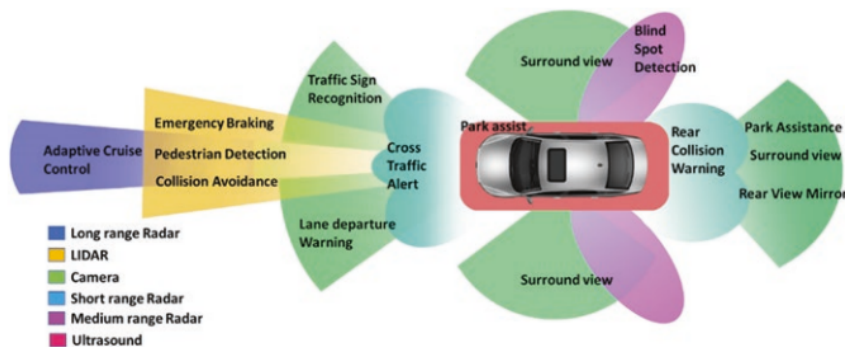 Blind
Spot
Detection
Surround view
Traffic Sign
Recognition
Emergency Braking
Park assist
Park Assistance
Adaptive Cruise
Control
Pedestrian Detection
Cross
Traffic
Alert
Rear
Collision
Warning
Surround view
Collision Avoidance
Rear View Mirror
Lane departure
Warning
Surround view
Long range Radar
LIDAR
Camera
Short range Radar
Medium range Radar
Ultrasound